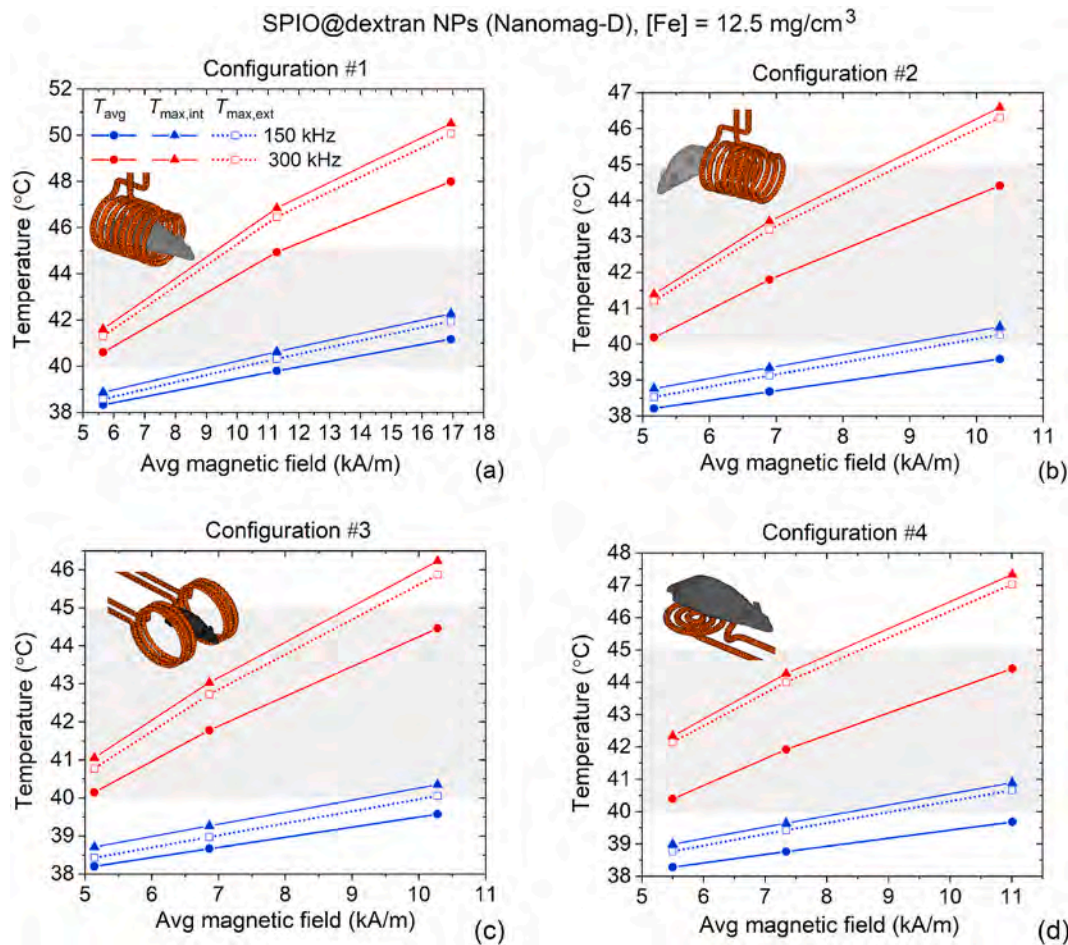 SPIO@dextran NPs (Nanomag-D), [Fe] = 12.5 mg/cm³
Configuration #1
T_avg T_max,int T_max,ext
150 kHz
300 kHz
52
50
48
46
44
42
40
38
Temperature (°C)
5 6 7 8 9 10 11 12 13 14 15 16 17 18
Avg magnetic field (kA/m)
(a)
Configuration #2
47
46
45
44
43
42
41
40
39
38
Temperature (°C)
5 6 7 8 9 10 11
Avg magnetic field (kA/m)
(b)
Configuration #3
46
45
44
43
42
41
40
39
38
Temperature (°C)
5 6 7 8 9 10 11
Avg magnetic field (kA/m)
(c)
Configuration #4
48
47
46
45
44
43
42
41
40
39
38
Temperature (°C)
5 6 7 8 9 10 11
Avg magnetic field (kA/m)
(d)